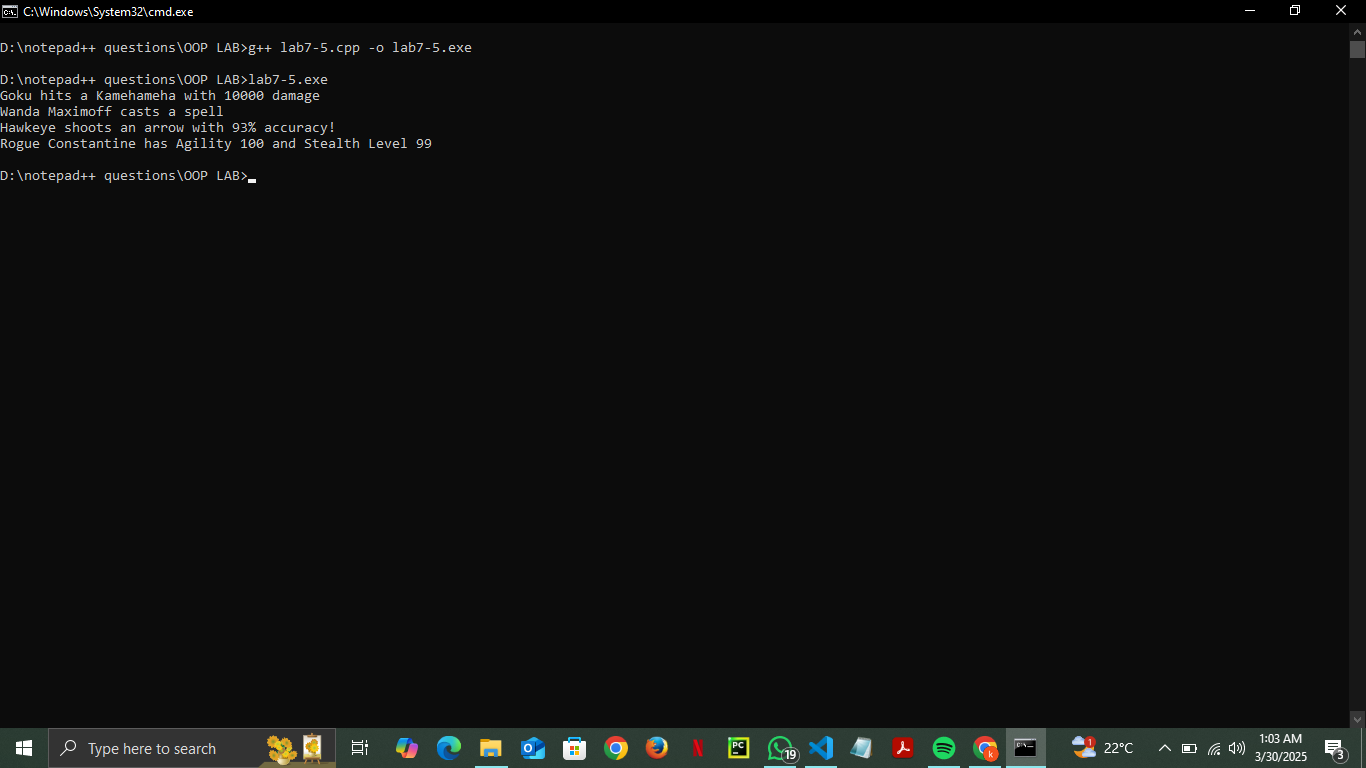 C:\Windows\System32\cmd.exe
D:\notepad++ questions\OOP LAB>g++ lab7-5.cpp -o lab7-5.exe
D:\notepad++ questions\OOP LAB>lab7-5.exe
Goku hits a Kamehameha with 10000 damage
Wanda Maximoff casts a spell
Hawkeye shoots an arrow with 93% accuracy!
Rogue Constantine has Agility 100 and Stealth Level 99
D:\notepad++ questions\OOP LAB>
Type here to search
PC
19
k
1
22°C
1:03 AM
3/30/2025
3